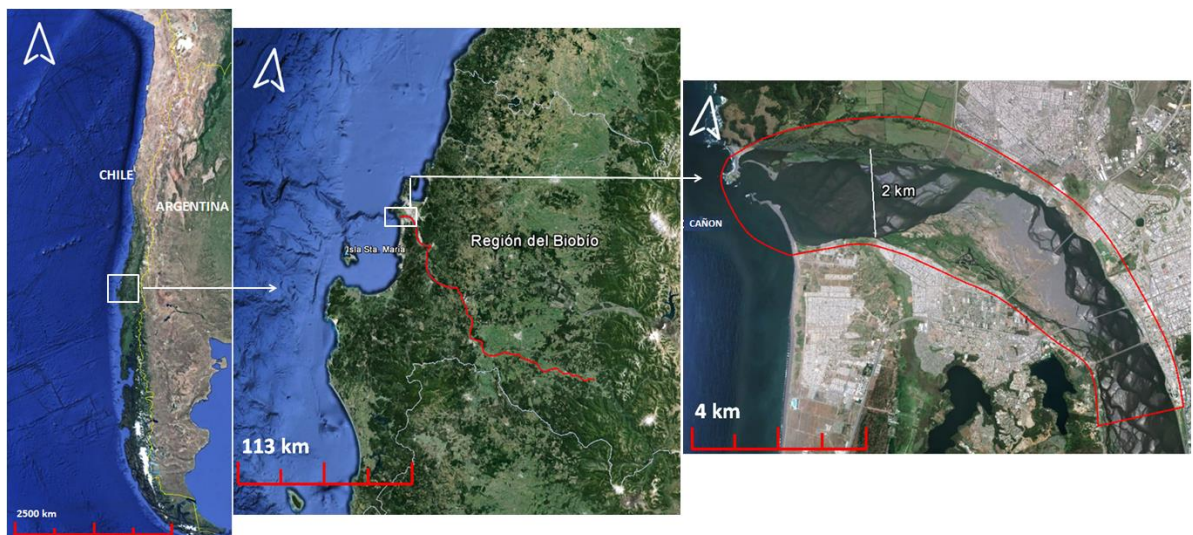 CHILE
ARGENTINA
2500 km
Isla Sta. María
Región del Biobío
113 km
2 km
CAÑON
4 km